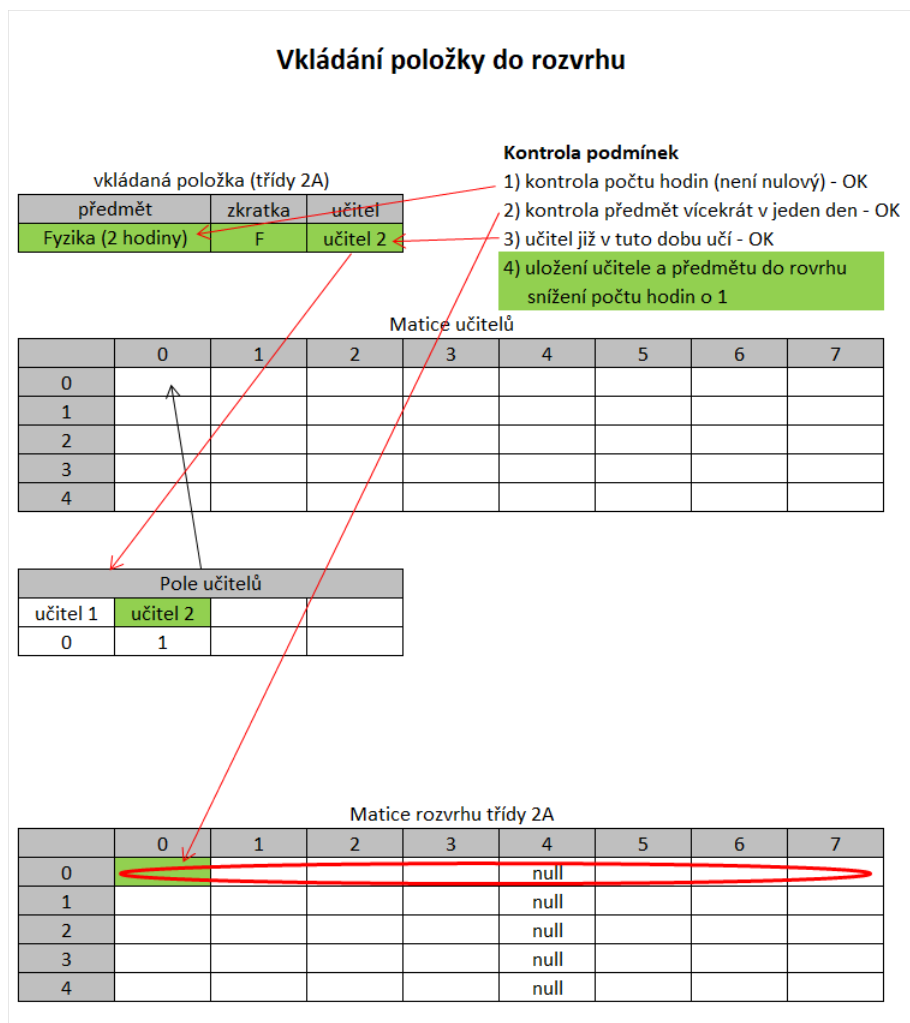 Vkládání položky do rozvrhu
Kontrola podmínek
1) kontrola počtu hodin (není nulový) - OK
2) kontrola předmět vícekrát v jeden den - OK
3) učitel již v tuto dobu učí - OK
4) uložení učitele a předmětu do rovrhu
snížení počtu hodin o 1
vkládaná položka (třídy 2A)
předmět zkratka učitel
Fyzika (2 hodiny) F učitel 2
Matice učitelů
0 1 2 3 4 5 6 7
0
1
2
3
4
Pole učitelů
učitel 1 učitel 2
0 1
Matice rozvrhu třídy 2A
0 1 2 3 4 5 6 7
0 null
1 null
2 null
3 null
4 null